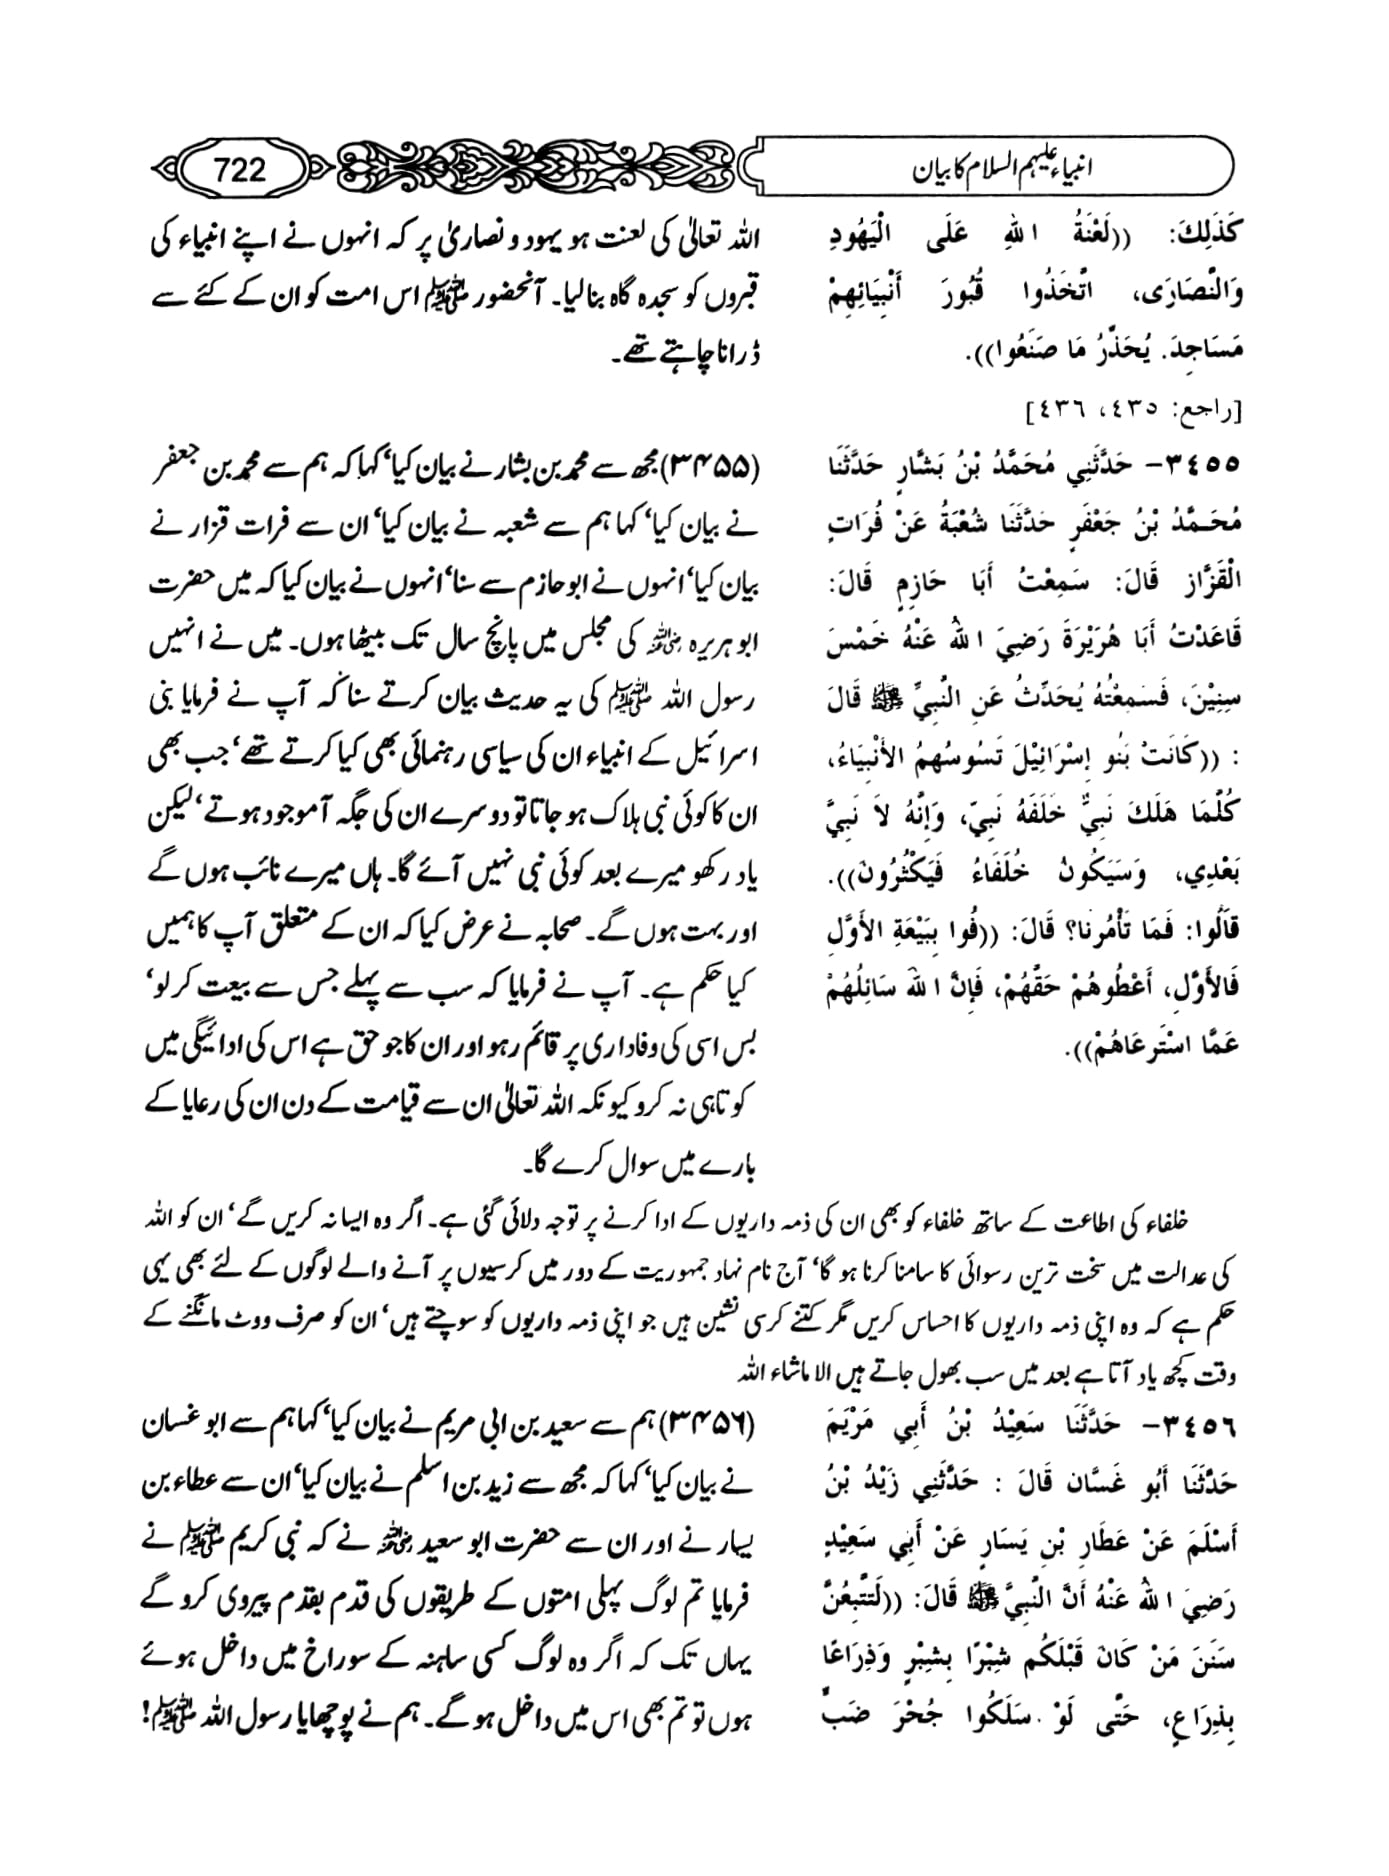 انبیاء علیہم السلام کا بیان
722
كَذَلِكَ: ((لَعْنَةُ اللهِ عَلَى الْيَهُودِ
وَالنَّصَارَى، اتَّخَذُوا قُبُورَ أَنْبِيَائِهِمْ
مَسَاجِدَ. يُحَذِّرُ مَا صَنَعُوا)).
[راجع: ٤٣٥، ٤٣٦]
اللہ تعالیٰ کی لعنت ہو یہود و نصاریٰ پر کہ انہوں نے اپنے انبیاء کی
قبروں کو سجدہ گاہ بنا لیا۔ آنحضور ﷺ اس امت کو ان کے کئے سے
ڈرانا چاہتے تھے۔
٣٤٥٥- حَدَّثَنِي مُحَمَّدُ بْنُ بَشَّارٍ حَدَّثَنَا
مُحَمَّدُ بْنُ جَعْفَرٍ حَدَّثَنَا شُعْبَةُ عَنْ فُرَاتٍ
الْقَزَّازِ قَالَ: سَمِعْتُ أَبَا حَازِمٍ قَالَ:
قَاعَدْتُ أَبَا هُرَيْرَةَ رَضِيَ اللهُ عَنْهُ خَمْسَ
سِنِيْنَ، فَسَمِعْتُهُ يُحَدِّثُ عَنِ النَّبِيِّ ﷺ قَالَ
: ((كَانَتْ بَنُو إِسْرَائِيْلَ تَسُوسُهُمُ الأَنْبِيَاءُ،
كُلَّمَا هَلَكَ نَبِيٌّ خَلَفَهُ نَبِيٌّ، وَإِنَّهُ لاَ نَبِيَّ
بَعْدِي، وَسَيَكُونُ خُلَفَاءُ فَيَكْثُرُونَ)).
قَالُوا: فَمَا تَأْمُرُنَا؟ قَالَ: ((فُوا بِبَيْعَةِ الأَوَّلِ
فَالأَوَّلِ، أَعْطُوهُمْ حَقَّهُمْ، فَإِنَّ اللهَ سَائِلُهُمْ
عَمَّا اسْتَرعَاهُمْ)).
(۳۴۵۵) مجھ سے محمد بن بشار نے بیان کیا‘ کہا کہ ہم سے محمد بن جعفر
نے بیان کیا‘ کہا ہم سے شعبہ نے بیان کیا‘ ان سے فرات قزار نے
بیان کیا‘ انہوں نے ابو حازم سے سنا‘ انہوں نے بیان کیا کہ میں حضرت
ابو ہریرہ رضی اللہ عنہ کی مجلس میں پانچ سال تک بیٹھا ہوں۔ میں نے انہیں
رسول اللہ ﷺ کی یہ حدیث بیان کرتے سنا کہ آپ نے فرمایا بنی
اسرائیل کے انبیاء ان کی سیاسی رہنمائی بھی کیا کرتے تھے‘ جب بھی
ان کا کوئی نبی ہلاک ہو جاتا تو دوسرے ان کی جگہ آ موجود ہوتے‘ لیکن
یاد رکھو میرے بعد کوئی نبی نہیں آئے گا۔ ہاں میرے نائب ہوں گے
اور بہت ہوں گے۔ صحابہ نے عرض کیا کہ ان کے متعلق آپ کا ہمیں
کیا حکم ہے۔ آپ نے فرمایا کہ سب سے پہلے جس سے بیعت کر لو‘
بس اسی کی وفاداری پر قائم رہو اور ان کا جو حق ہے اس کی ادائیگی میں
کوتاہی نہ کرو کیونکہ اللہ تعالیٰ ان سے قیامت کے دن ان کی رعایا کے
بارے میں سوال کرے گا۔
خلفاء کی اطاعت کے ساتھ خلفاء کو بھی ان کی ذمہ داریوں کے ادا کرنے پر توجہ دلائی گئی ہے۔ اگر وہ ایسا نہ کریں گے‘ ان کو اللہ
کی عدالت میں سخت ترین رسوائی کا سامنا کرنا ہو گا‘ آج نام نہاد جمہوریت کے دور میں کرسیوں پر آنے والے لوگوں کے لئے بھی یہی
حکم ہے کہ وہ اپنی ذمہ داریوں کا احساس کریں مگر کتنے کرسی نشین ہیں جو اپنی ذمہ داریوں کو سوچتے ہیں‘ ان کو صرف ووٹ مانگنے کے
وقت کچھ یاد آتا ہے بعد میں سب بھول جاتے ہیں الا ماشاء اللہ
٣٤٥٦- حَدَّثَنَا سَعِيْدُ بْنُ أَبِي مَرْيَمَ
حَدَّثَنَا أَبُو غَسَّان قَالَ : حَدَّثَنِي زَيْدُ بْنُ
أَسْلَمَ عَنْ عَطَارِ بْنِ يَسَارٍ عَنْ أَبِي سَعِيْدٍ
رَضِيَ اللهُ عَنْهُ أَنَّ النَّبِيَّ ﷺ قَالَ: ((لَتَتَّبِعُنَّ
سَنَنَ مَنْ كَانَ قَبْلَكُم شِبْرًا بِشِبْرٍ وَذِرَاعًا
بِذِرَاعٍ، حَتَّى لَوْ سَلَكُوا جُحْرَ ضَبٍّ
(۳۴۵۶) ہم سے سعید بن ابی مریم نے بیان کیا‘ کہا ہم سے ابو غسان
نے بیان کیا‘ کہا کہ مجھ سے زید بن اسلم نے بیان کیا‘ ان سے عطاء بن
یسار نے اور ان سے حضرت ابو سعید رضی اللہ عنہ نے کہ نبی کریم ﷺ نے
فرمایا تم لوگ پہلی امتوں کے طریقوں کی قدم بقدم پیروی کرو گے
یہاں تک کہ اگر وہ لوگ کسی ساہنہ کے سوراخ میں داخل ہوئے
ہوں تو تم بھی اس میں داخل ہو گے۔ ہم نے پوچھا یا رسول اللہ ﷺ!